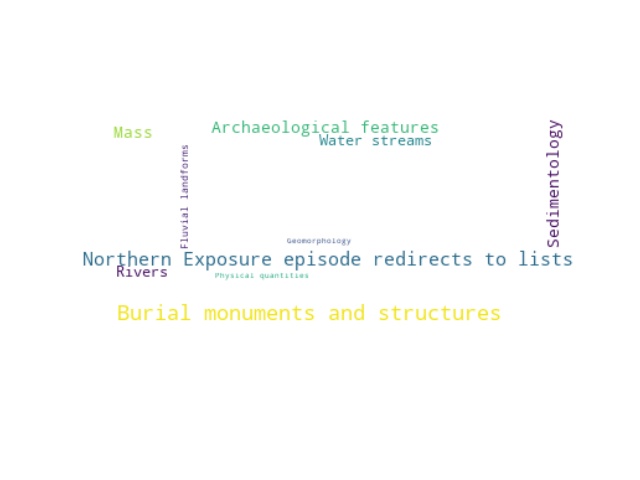 Archaeological features
Mass
Water streams
Sedimentology
Fluvial landforms
Geomorphology
Northern Exposure episode redirects to lists
Rivers
Physical quantities
Burial monuments and structures